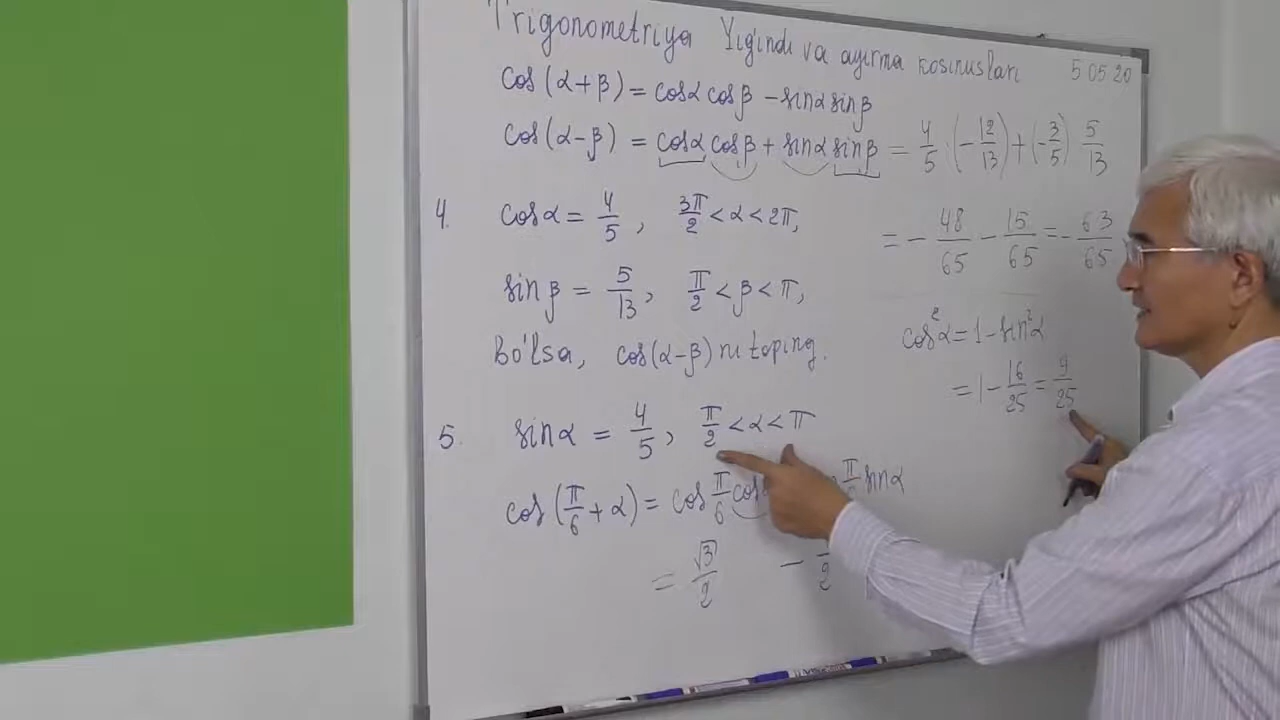 Trigonometriya Yig'indi va ayirma kosinuslari 5 05 20
cos(α+β) = cosα cosβ − sinα sinβ
cos(α−β) = cosα cosβ + sinα sinβ = 4/5 · (−12/13) + (−3/5) 5/13
= − 48/65 − 15/65 = − 63/65
4. cosα = 4/5, 3π/2 < α < 2π,
sinβ = 5/13, π/2 < β < π,
Bo'lsa, cos(α−β) ni toping.
cos²α = 1 − sin²α
= 1 − 16/25 = 9/25
5. sinα = 4/5, π/2 < α < π
cos(π/6 + α) = cos π/6 cos sinα
= √3/2 − /2